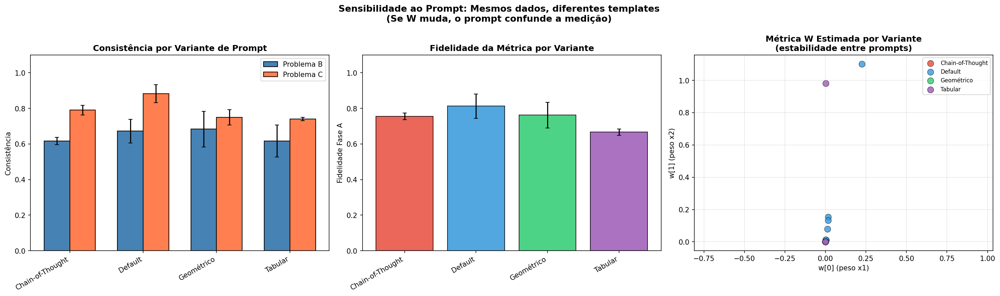 Sensibilidade ao Prompt: Mesmos dados, diferentes templates
(Se W muda, o prompt confunde a medição)
Consistência por Variante de Prompt
Consistência
1.0
0.8
0.6
0.4
0.2
0.0
Problema B
Problema C
Chain-of-Thought
Default
Geométrico
Tabular
Fidelidade da Métrica por Variante
Fidelidade Fase A
1.0
0.8
0.6
0.4
0.2
0.0
Chain-of-Thought
Default
Geométrico
Tabular
Métrica W Estimada por Variante
(estabilidade entre prompts)
w[1] (peso x2)
1.0
0.8
0.6
0.4
0.2
0.0
Chain-of-Thought
Default
Geométrico
Tabular
−0.75 −0.50 −0.25 0.00 0.25 0.50 0.75 1.00
w[0] (peso x1)